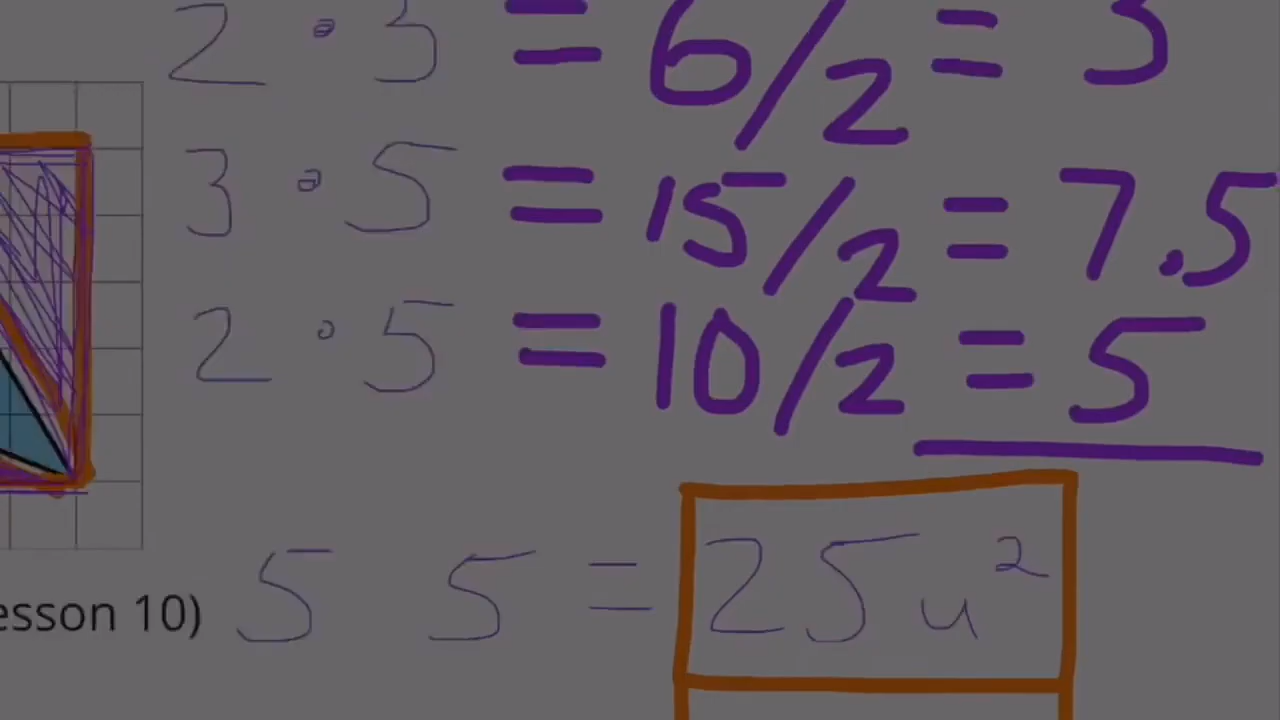 2 · 3 = 6/2 = 3
3 · 5 = 15/2 = 7.5
2 · 5 = 10/2 = 5
5 5 = 25u²
esson 10)